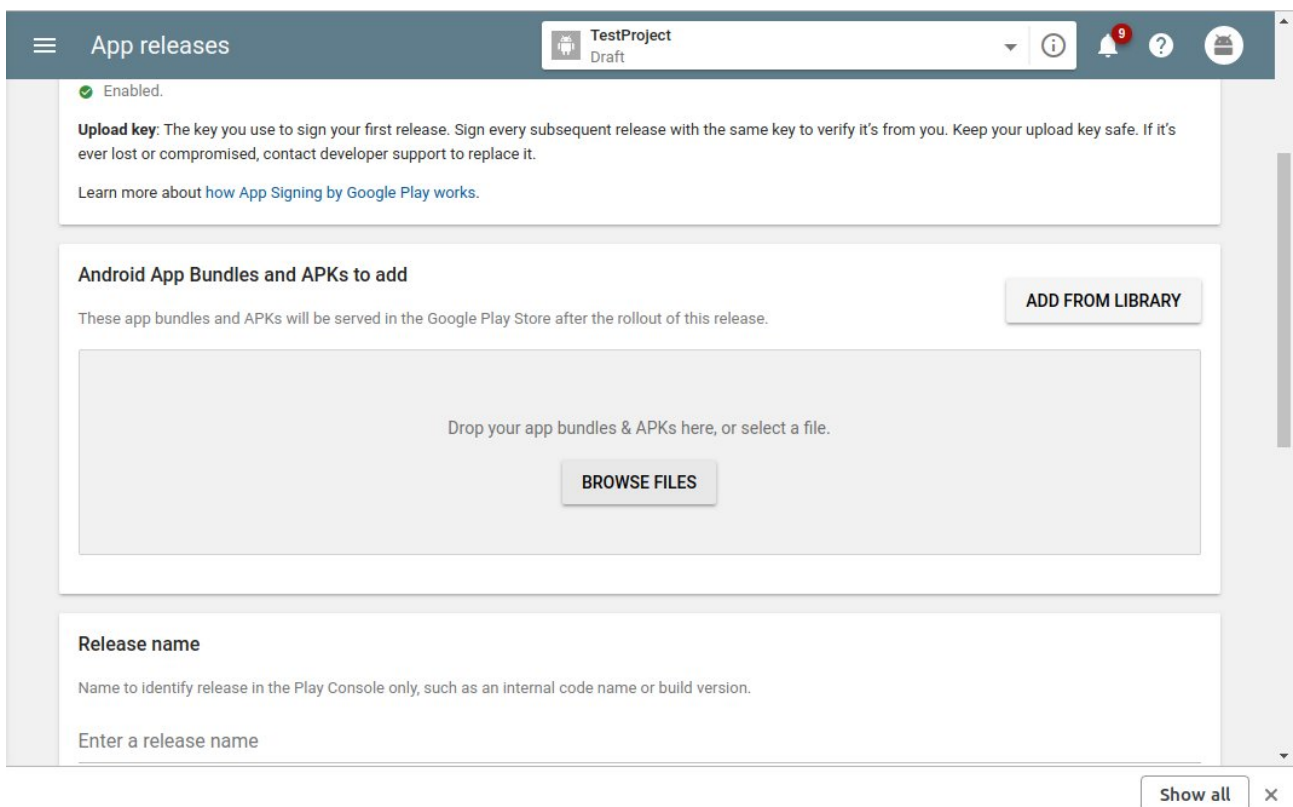 App releases
TestProject
Draft
9
Enabled.
Upload key: The key you use to sign your first release. Sign every subsequent release with the same key to verify it's from you. Keep your upload key safe. If it's
ever lost or compromised, contact developer support to replace it.
Learn more about how App Signing by Google Play works.
Android App Bundles and APKs to add
ADD FROM LIBRARY
These app bundles and APKs will be served in the Google Play Store after the rollout of this release.
Drop your app bundles & APKs here, or select a file.
BROWSE FILES
Release name
Name to identify release in the Play Console only, such as an internal code name or build version.
Enter a release name
Show all